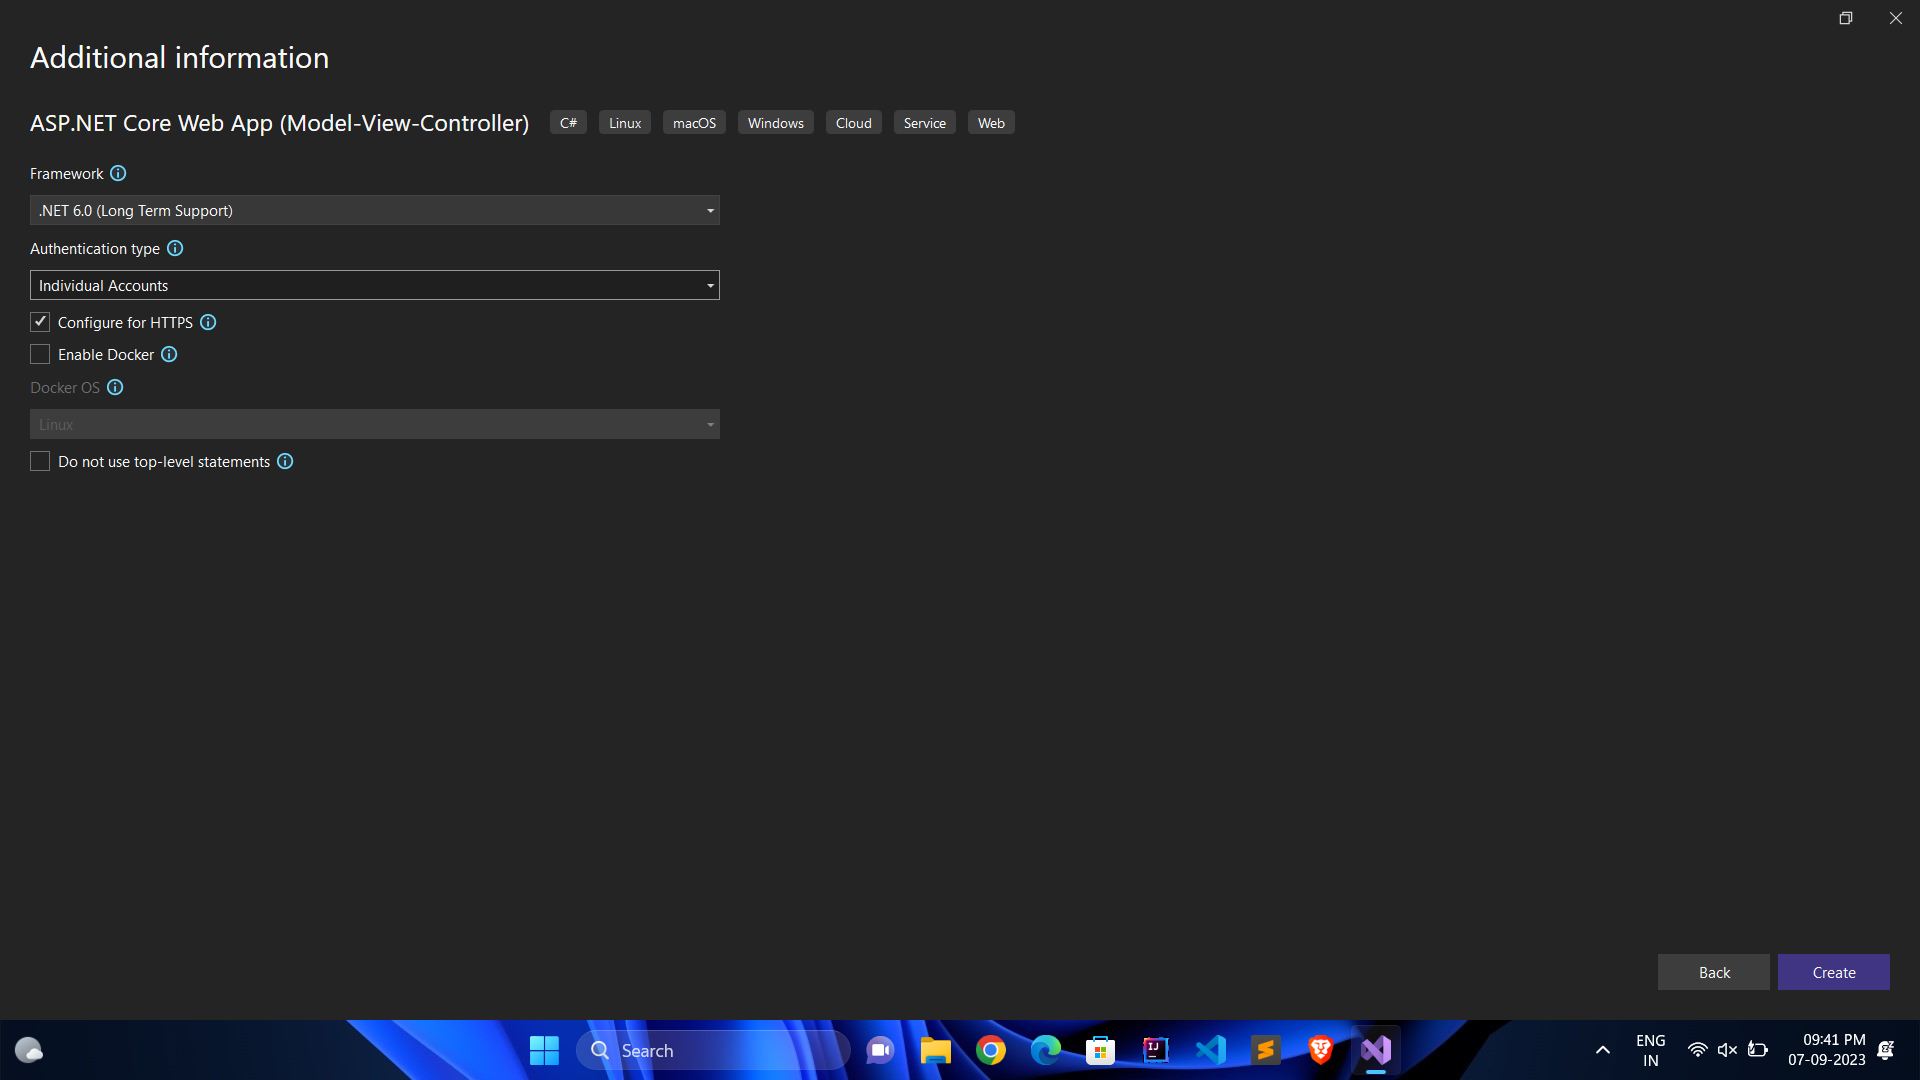 Additional information
ASP.NET Core Web App (Model-View-Controller) C# Linux macOS Windows Cloud Service Web
Framework
.NET 6.0 (Long Term Support)
Authentication type
Individual Accounts
Configure for HTTPS
Enable Docker
Docker OS
Linux
Do not use top-level statements
Back Create
Search
IJ
ENG
IN
09:41 PM
07-09-2023